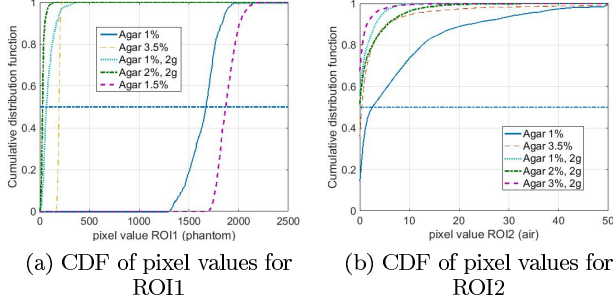 1
0.8
0.6
0.4
0.2
0
Cumulative distribution function
Agar 1%
Agar 3.5%
Agar 1%, 2g
Agar 2%, 2g
Agar 1.5%
0 500 1000 1500 2000 2500
pixel value ROI1 (phantom)
(a) CDF of pixel values for
ROI1
1
0.8
0.6
0.4
0.2
0
Cumulative distribution function
Agar 1%
Agar 3.5%
Agar 1%, 2g
Agar 2%, 2g
Agar 3%, 2g
0 10 20 30 40 50
pixel value ROI2 (air)
(b) CDF of pixel values for
ROI2